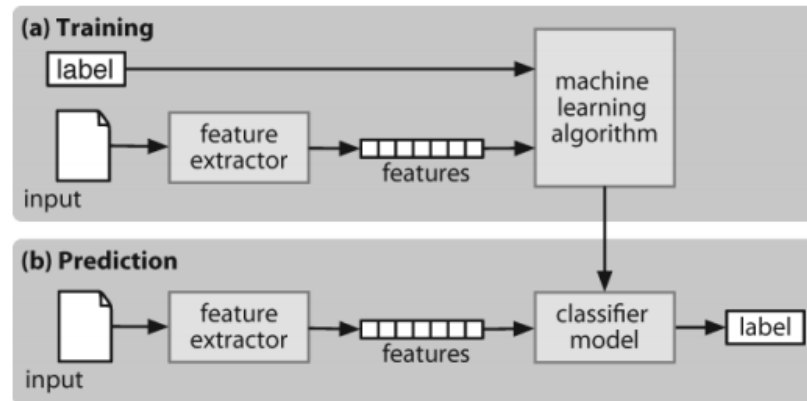 (a) Training
label
machine
learning
algorithm
feature
extractor
features
input
(b) Prediction
feature
extractor
features
classifier
model
label
input